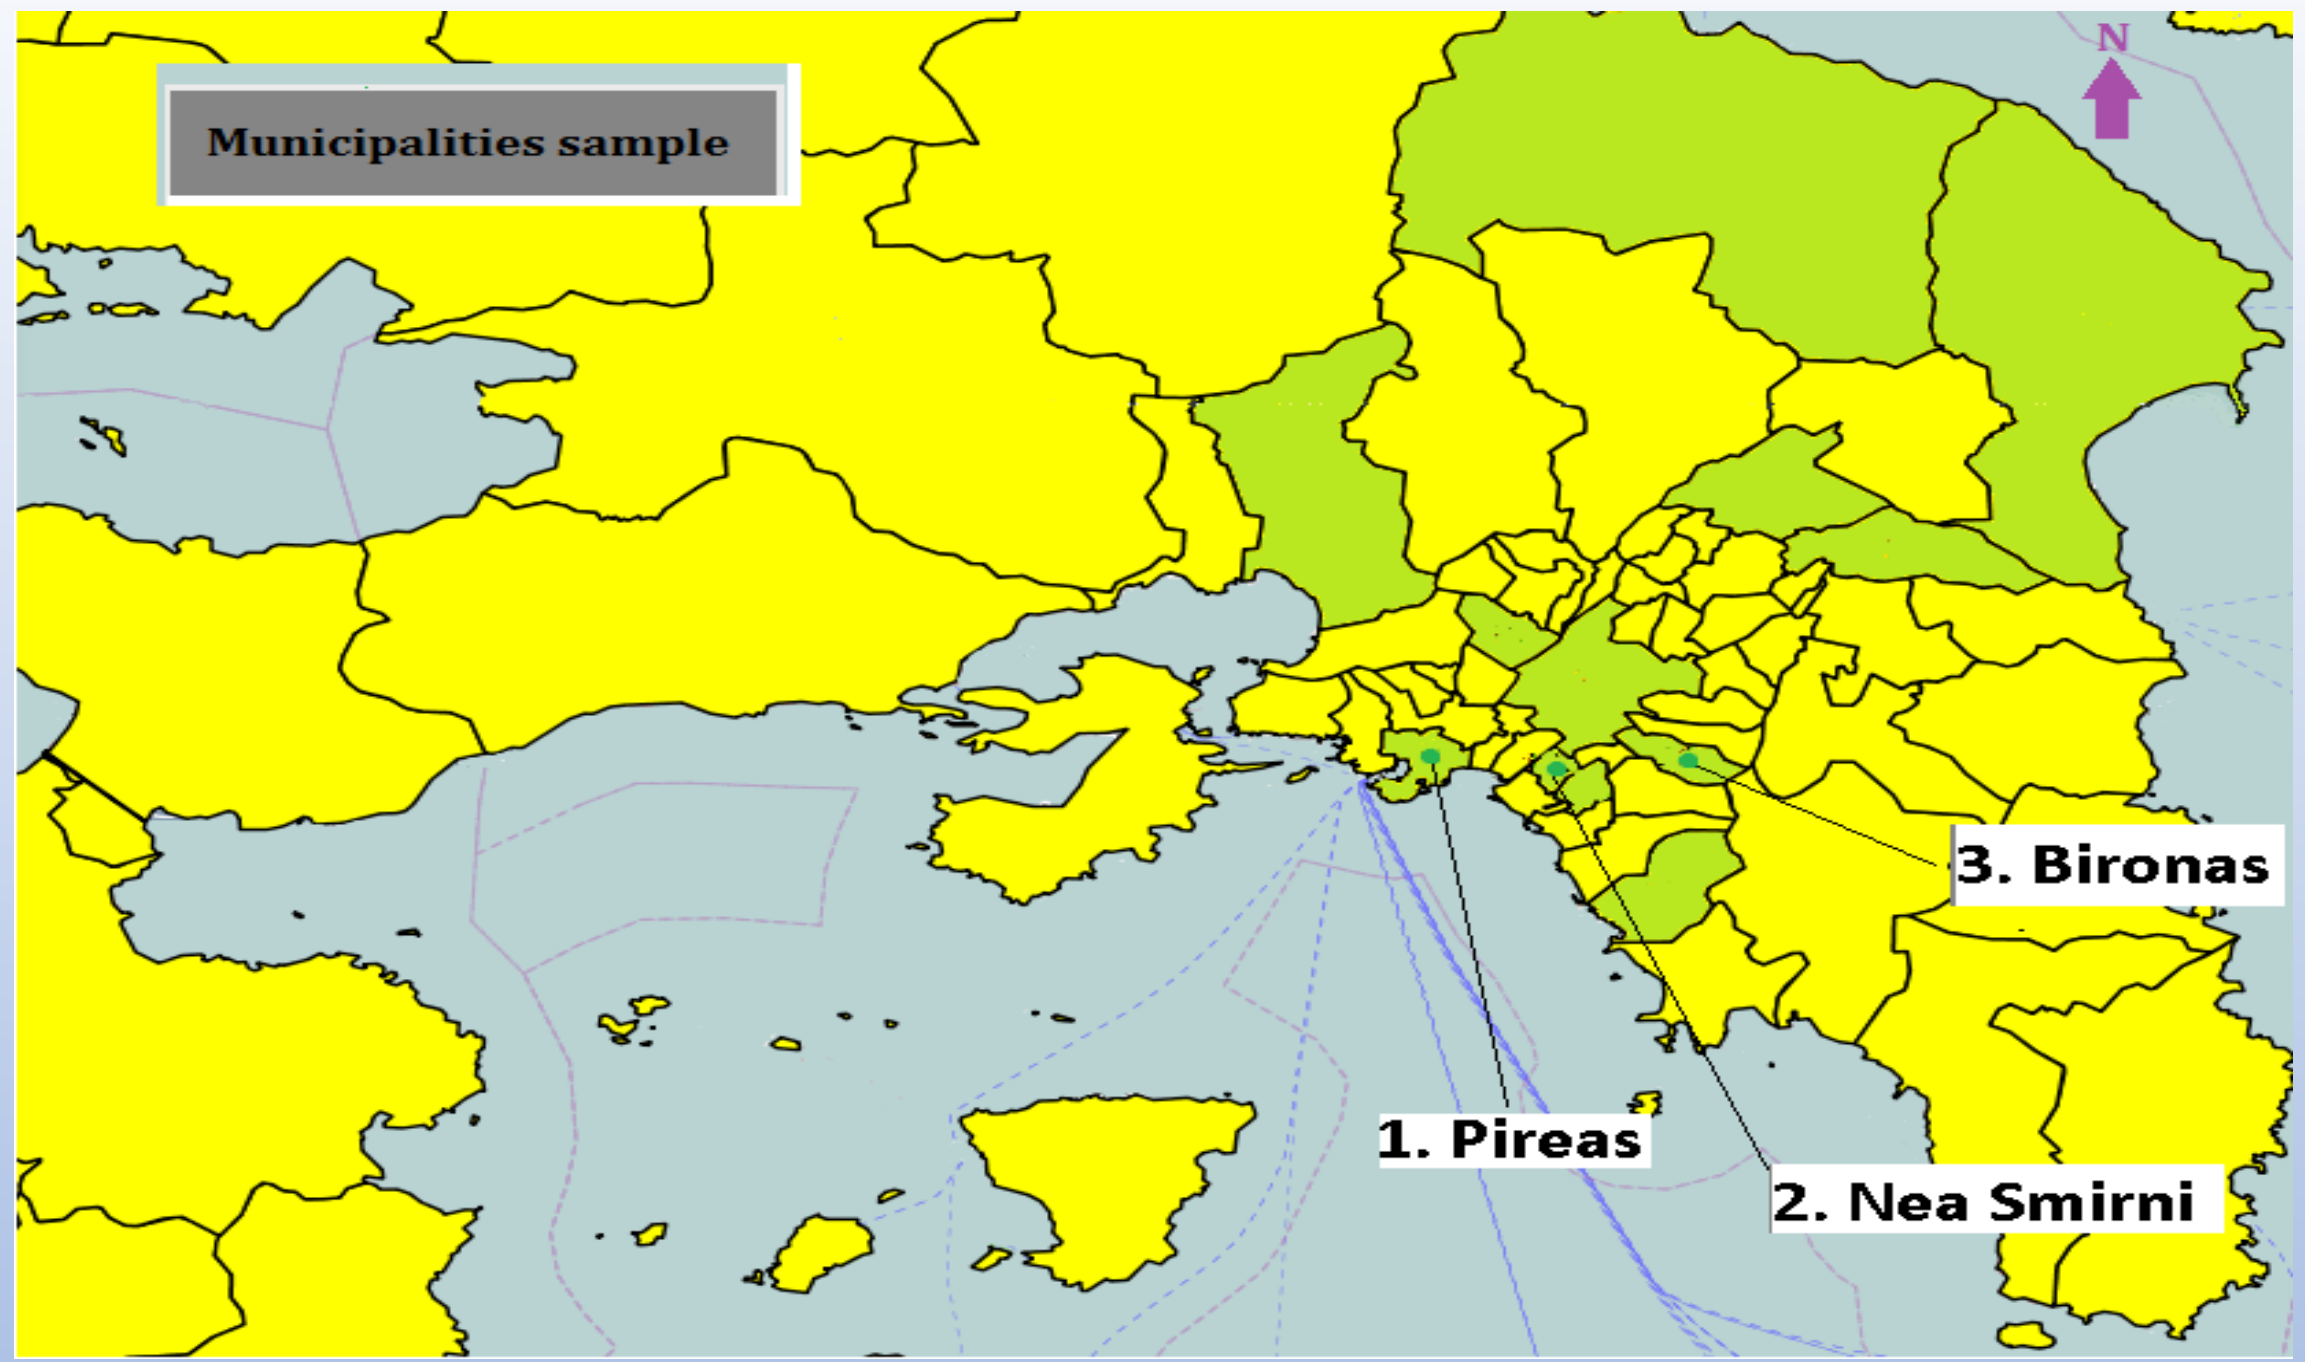 N
Municipalities sample
3. Bironas
1. Pireas
2. Nea Smirni